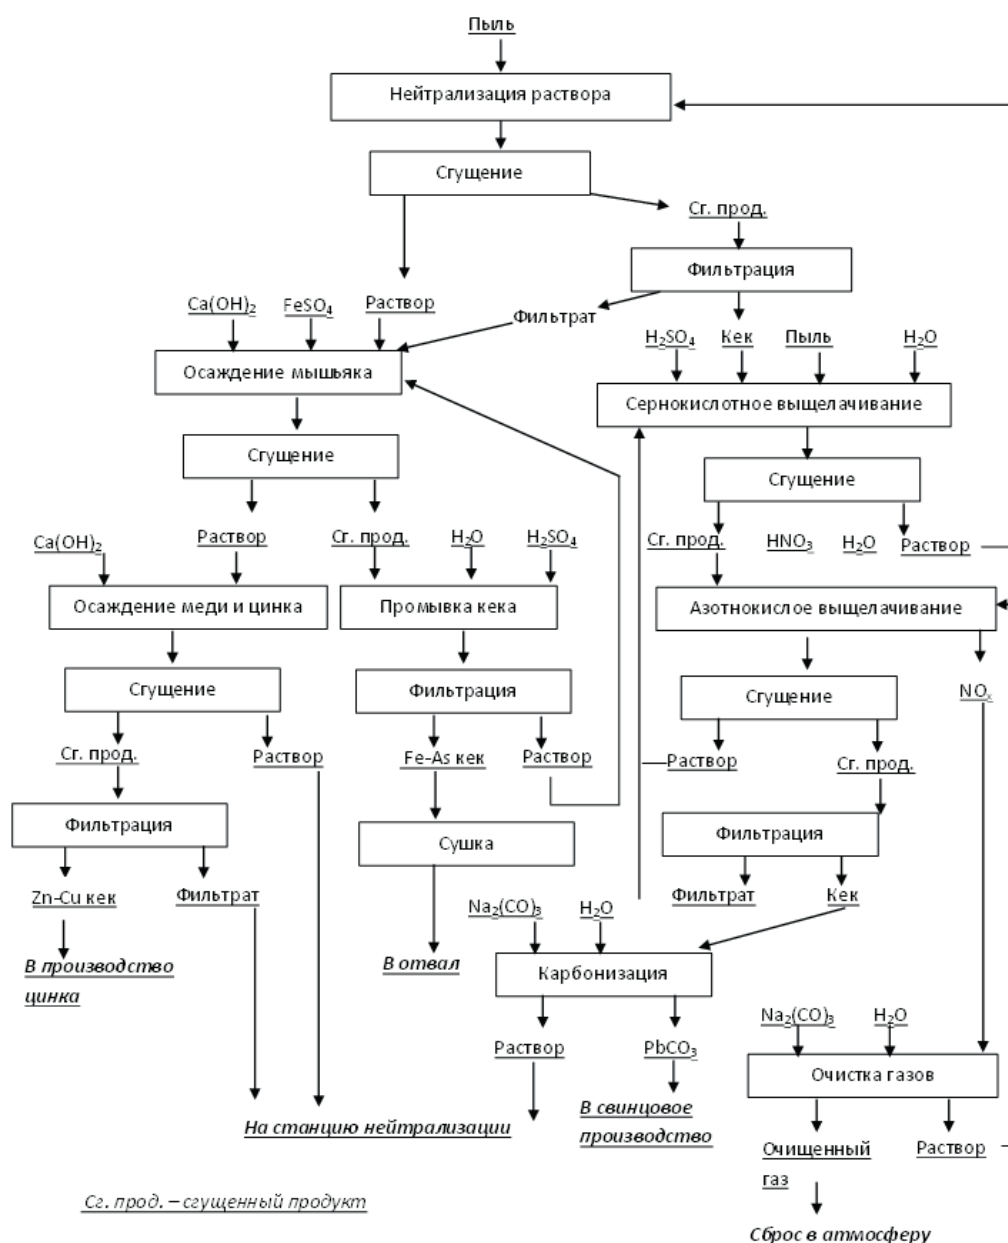 Пыль
Нейтрализация раствора
Сгущение
Сг. прод.
Фильтрация
Ca(OH)₂ FeSO₄ Раствор
Фильтрат
H₂SO₄ Кек Пыль H₂O
Осаждение мышьяка
Сернокислотное выщелачивание
Сгущение
Сгущение
Ca(OH)₂ Раствор Сг. прод. H₂O H₂SO₄
Сг. прод. HNO₃ H₂O Раствор
Осаждение меди и цинка
Промывка кека
Азотнокислое выщелачивание
Сгущение
Фильтрация
Сгущение
NOₓ
Сг. прод. Раствор
Fe-As кек Раствор
Раствор Сг. прод.
Фильтрация
Сушка
Фильтрация
Zn-Cu кек Фильтрат
Фильтрат Кек
Na₂(CO)₃ H₂O
В производство
цинка
В отвал
Карбонизация
Na₂(CO)₃ H₂O
Раствор PbCO₃
Очистка газов
На станцию нейтрализации
В свинцовое
производство
Очищенный
газ
Раствор
Сг. прод. – сгущенный продукт
Сброс в атмосферу